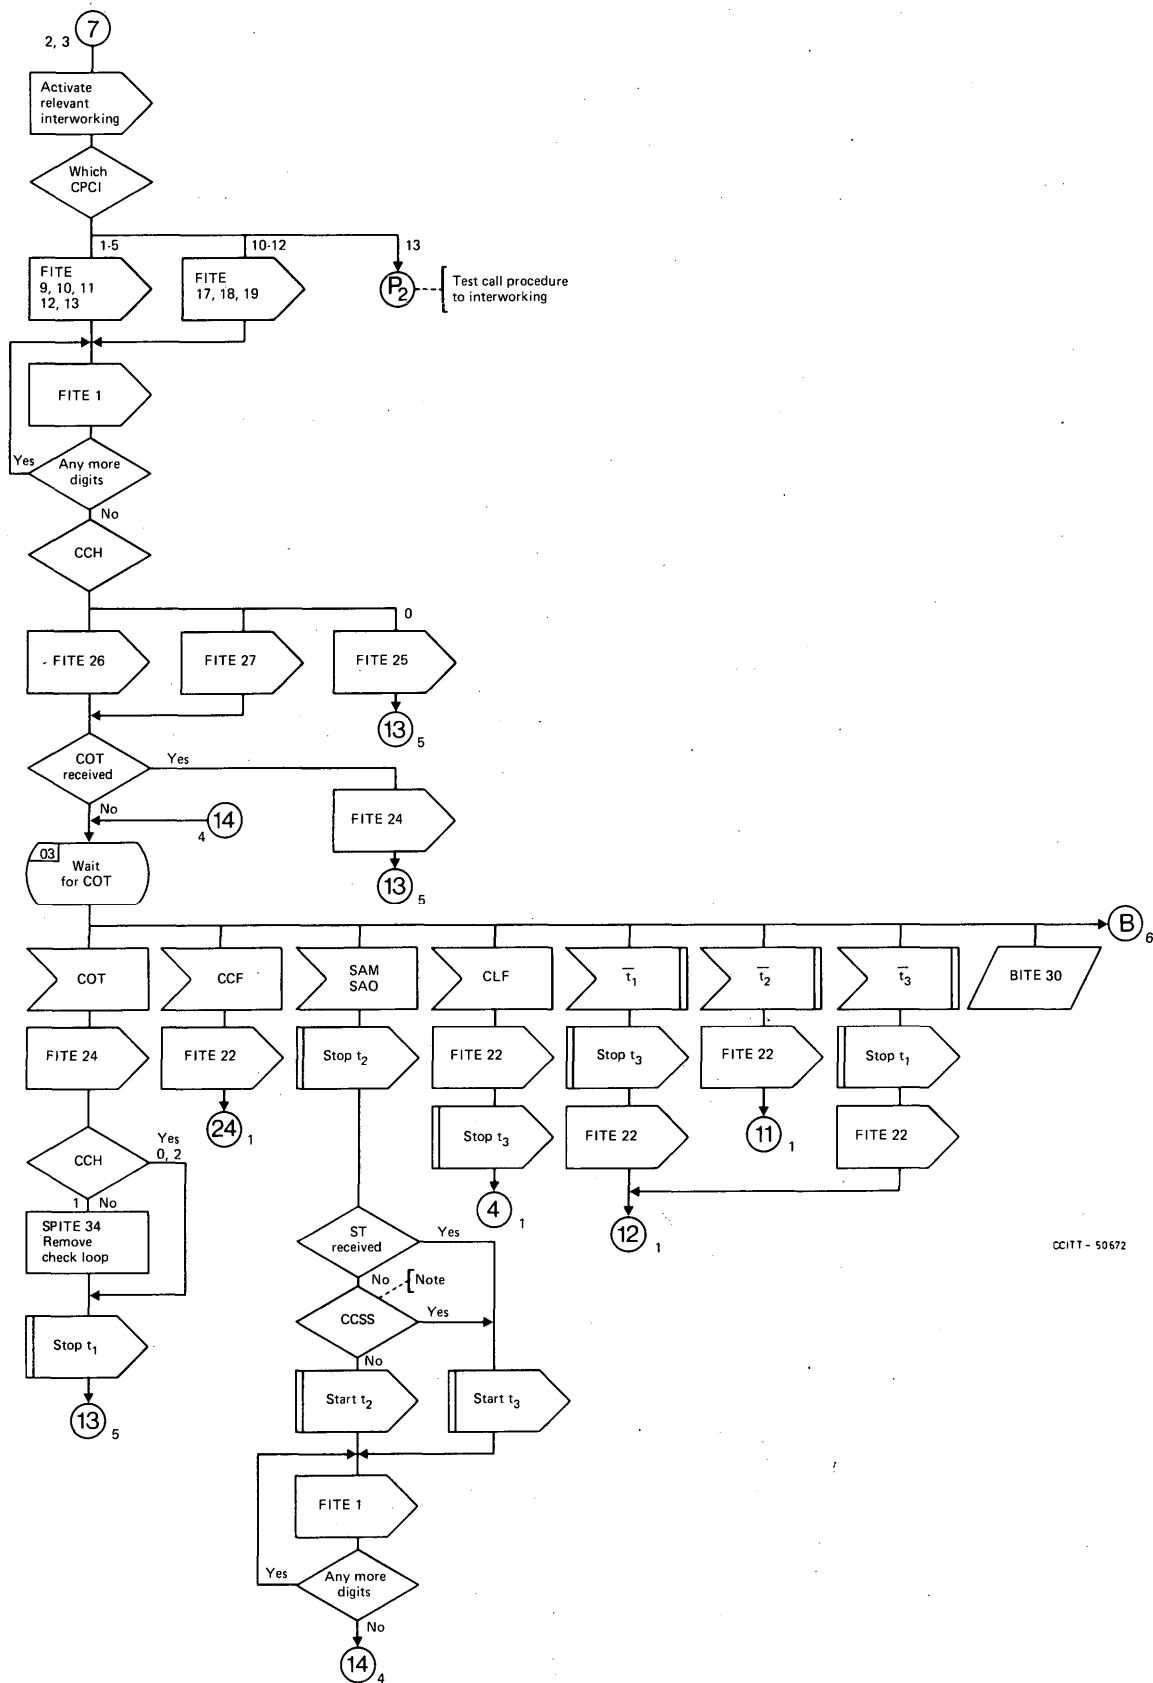 7
2, 3
Activate
relevant
interworking
Which
CPCI
1-5
10-12
13
FITE
9, 10, 11
12, 13
FITE
17, 18, 19
P2
Test call procedure
to interworking
FITE 1
Yes
Any more
digits
No
CCH
0
FITE 26
FITE 27
FITE 25
13
5
COT
received
Yes
No
14
4
FITE 24
03
Wait
for COT
13
5
B
6
COT
CCF
SAM
SAO
CLF
t̅1
t̅2
t̅3
BITE 30
FITE 24
FITE 22
Stop t2
FITE 22
Stop t3
FITE 22
Stop t1
24
1
Stop t3
FITE 22
11
1
FITE 22
CCH
Yes
0, 2
1
No
4
1
12
1
SPITE 34
Remove
check loop
ST
received
Yes
No
Note
CCSS
Yes
No
CCITT - 50672
Stop t1
Start t2
Start t3
13
5
FITE 1
Yes
Any more
digits
No
14
4